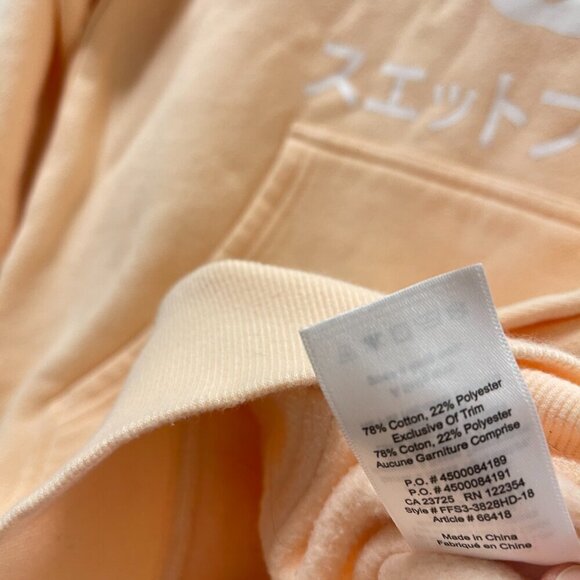 スエットフ
78% Cotton, 22% Polyester
Exclusive Of Trim
78% Coton, 22% Polyester
Aucune Garniture Comprise
P.O. # 4500084189
P.O. # 4500084191
CA 23725 RN 122354
Style # FFS3-3828HD-18
Article # 66418
Made in China
Fabriqué en Chine